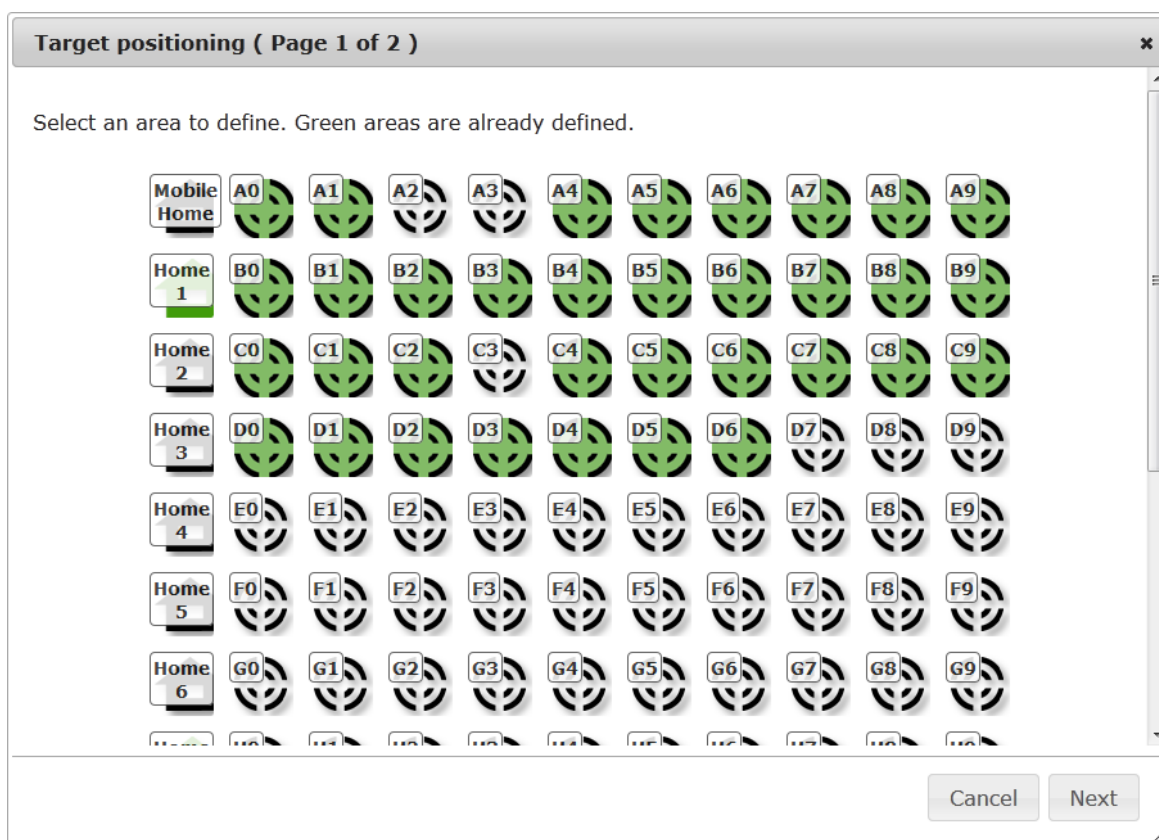 Target positioning ( Page 1 of 2 )
Select an area to define. Green areas are already defined.
Mobile Home A0 A1 A2 A3 A4 A5 A6 A7 A8 A9
Home 1 B0 B1 B2 B3 B4 B5 B6 B7 B8 B9
Home 2 C0 C1 C2 C3 C4 C5 C6 C7 C8 C9
Home 3 D0 D1 D2 D3 D4 D5 D6 D7 D8 D9
Home 4 E0 E1 E2 E3 E4 E5 E6 E7 E8 E9
Home 5 F0 F1 F2 F3 F4 F5 F6 F7 F8 F9
Home 6 G0 G1 G2 G3 G4 G5 G6 G7 G8 G9
Cancel Next